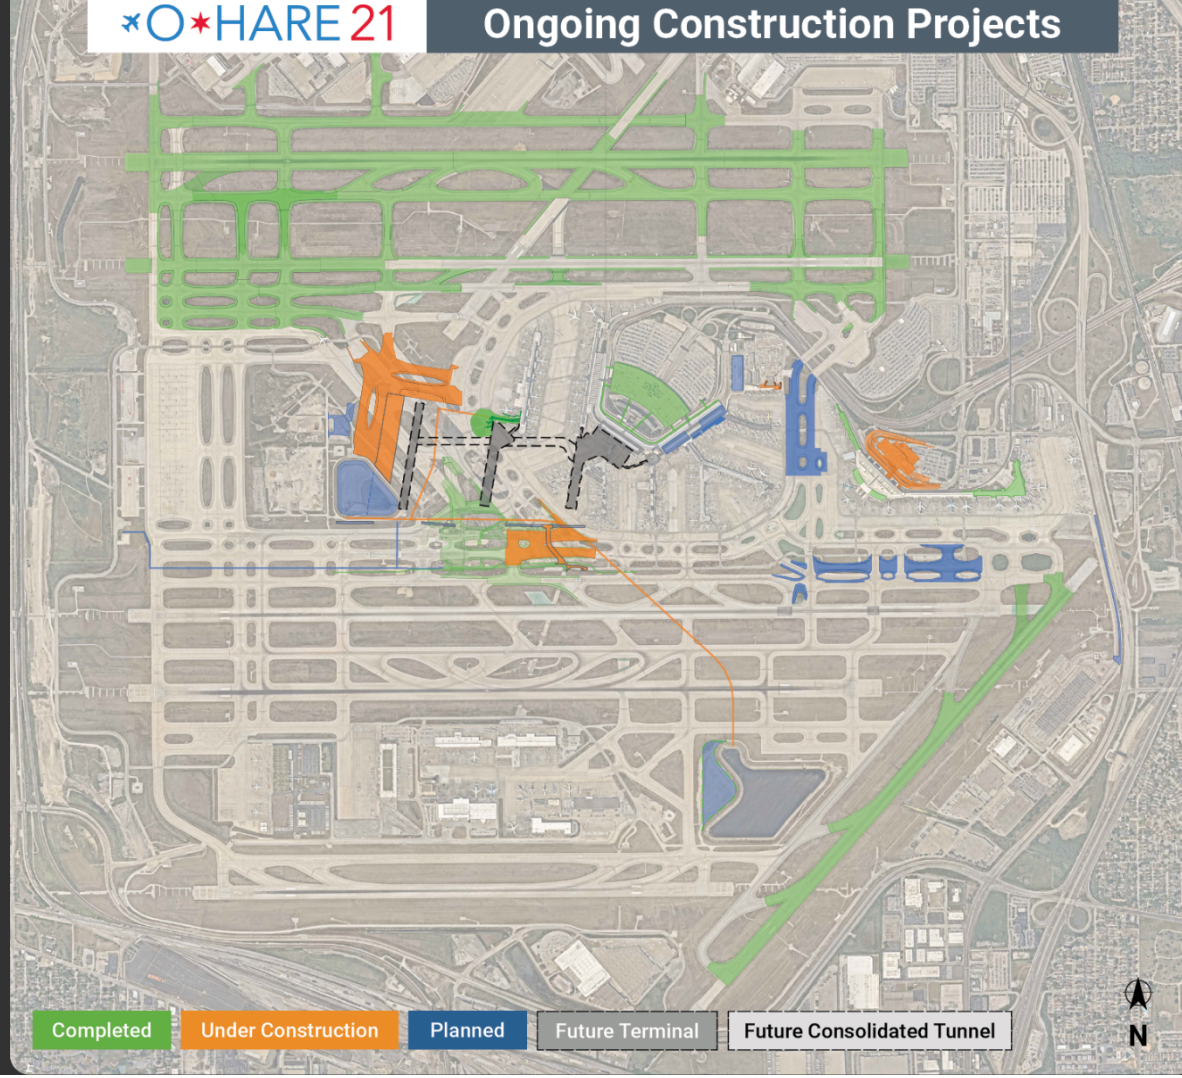 O★HARE 21
Ongoing Construction Projects
N
Completed
Under Construction
Planned
Future Terminal
Future Consolidated Tunnel